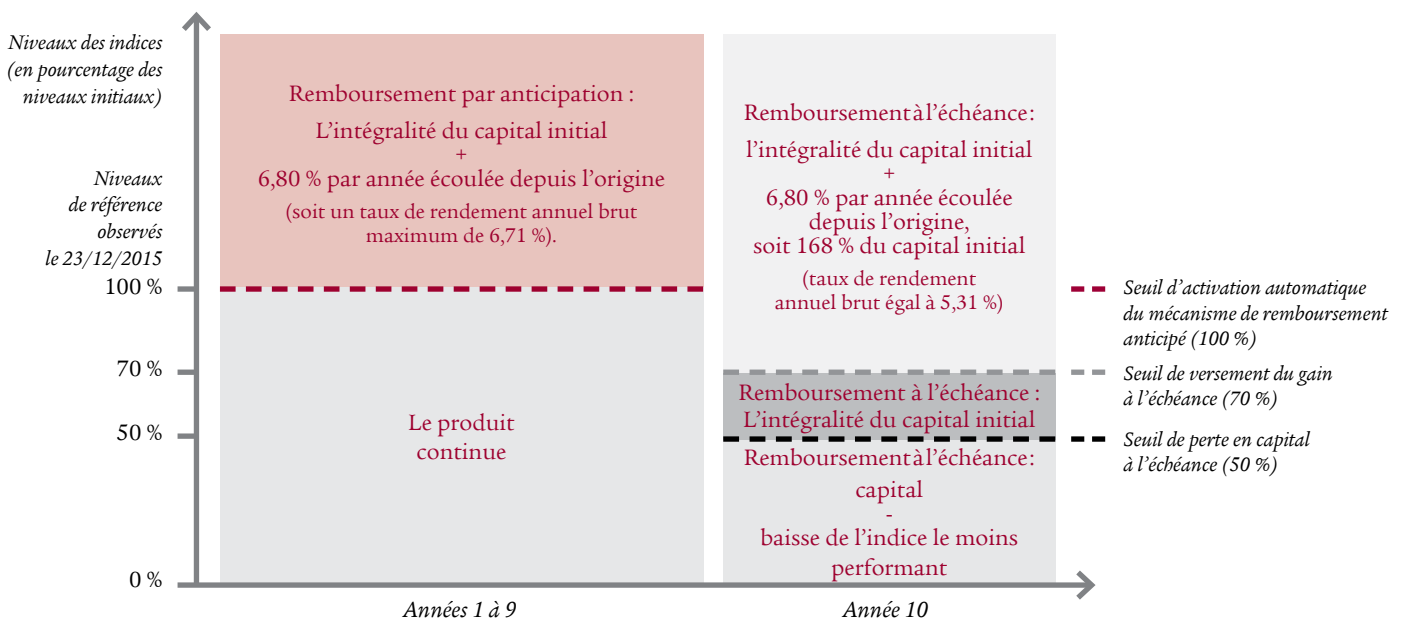 Niveaux des indices
(en pourcentage des
niveaux initiaux)
Niveaux
de référence
observés
le 23/12/2015
100 %
70 %
50 %
0 %
Remboursement par anticipation :
L’intégralité du capital initial
+
6,80 % par année écoulée depuis l’origine
(soit un taux de rendement annuel brut
maximum de 6,71 %).
Le produit
continue
Remboursement à l’échéance:
l’intégralité du capital initial
+
6,80 % par année écoulée
depuis l’origine,
soit 168 % du capital initial
(taux de rendement
annuel brut égal à 5,31 %)
Remboursement à l’échéance :
L’intégralité du capital initial
Remboursement à l’échéance:
capital
-
baisse de l’indice le moins
performant
Seuil d’activation automatique
du mécanisme de remboursement
anticipé (100 %)
Seuil de versement du gain
à l’échéance (70 %)
Seuil de perte en capital
à l’échéance (50 %)
Années 1 à 9
Année 10